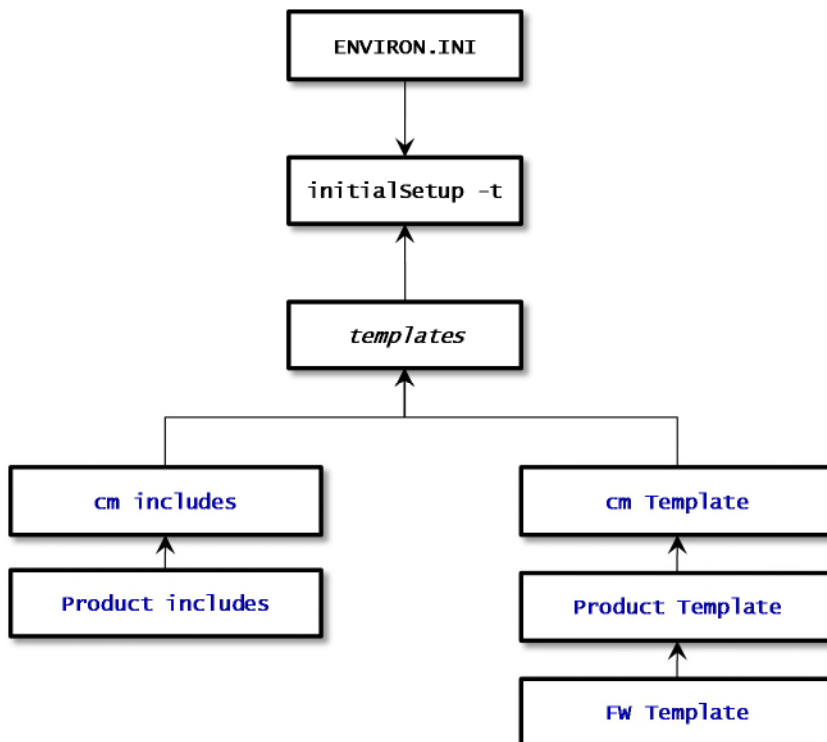 ENVIRON.INI
initialSetup -t
templates
cm includes
cm Template
Product includes
Product Template
FW Template